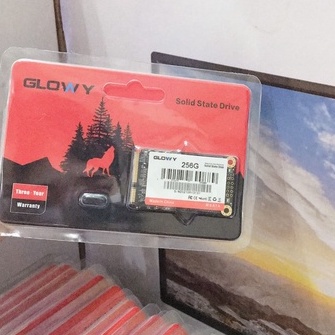 GLOWY
Solid State Drive
GLOWY
256G
Three-Year
Warranty